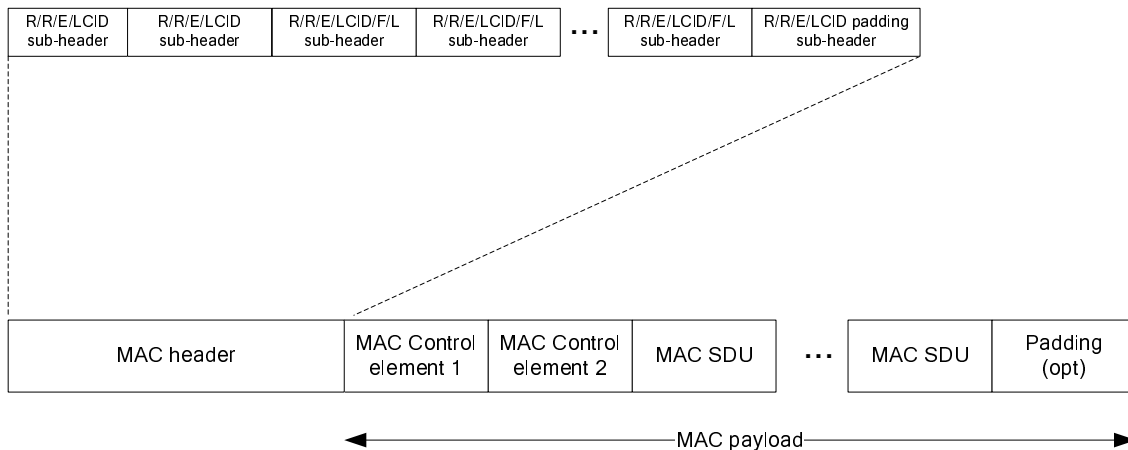 R/R/E/LCID
sub-header
R/R/E/LCID
sub-header
R/R/E/LCID/F/L
sub-header
R/R/E/LCID/F/L
sub-header
...
R/R/E/LCID/F/L
sub-header
R/R/E/LCID padding
sub-header
MAC header
MAC Control
element 1
MAC Control
element 2
MAC SDU
...
MAC SDU
Padding
(opt)
MAC payload